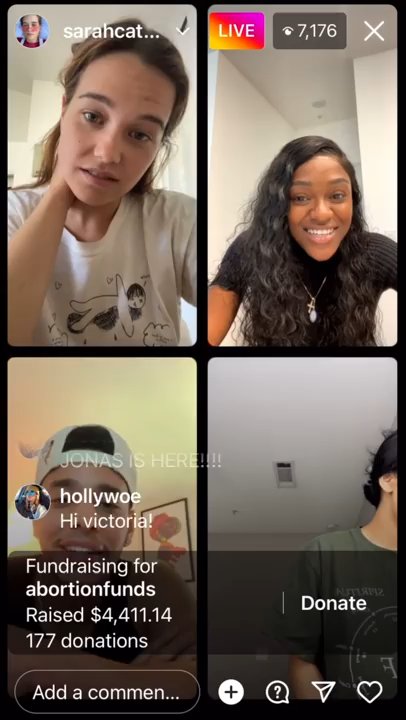 sarahcat...
LIVE
7,176
JONAS IS HERE!!!!
hollywoe
Hi victoria!
Fundraising for
abortionfunds
Raised $4,411.14
177 donations
Donate
Add a commen...